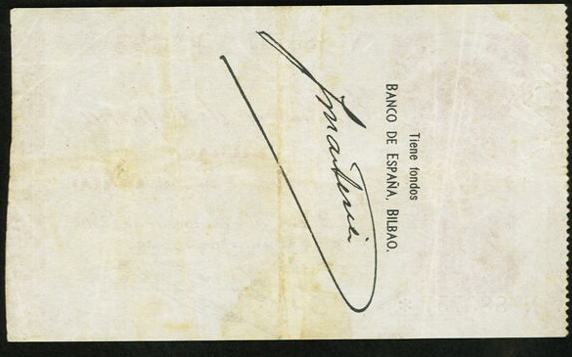 Tiene fondos
BANCO DE ESPAÑA. BILBAO.